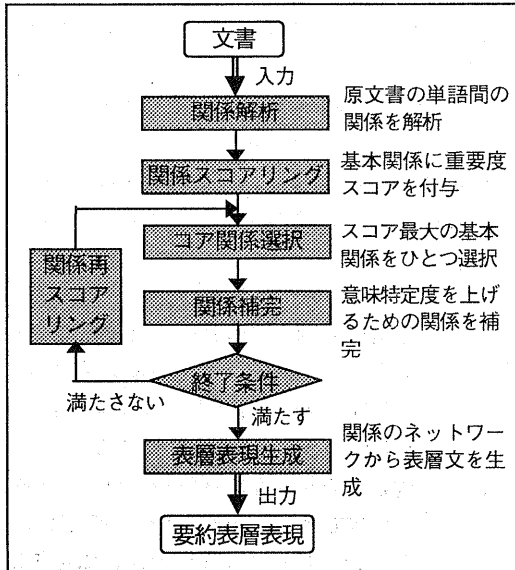 文書
入力
関係解析
原文書の単語間の
関係を解析
関係スコアリング
基本関係に重要度
スコアを付与
コア関係選択
スコア最大の基本
関係をひとつ選択
関係再
スコア
リング
関係補完
意味特定度を上げ
るための関係を補
完
終了条件
満たさない
満たす
表層表現生成
関係のネットワー
クから表層文を生
成
出力
要約表層表現